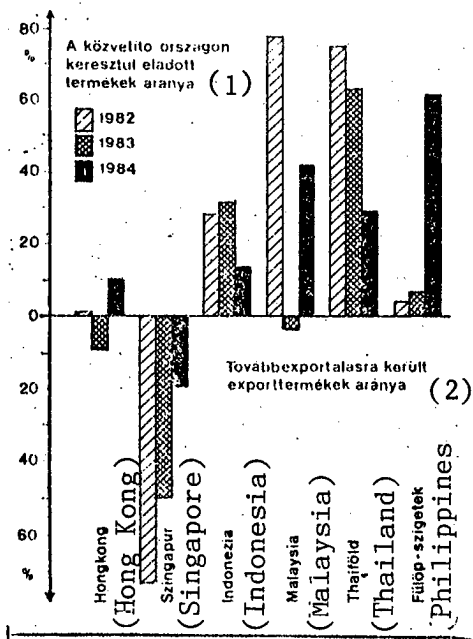 80
%
A közvetítő országon
keresztül eladott
termékek aránya (1)
1982
1983
1984
60
40
20
0
Továbbexportálásra került
exporttermékek aránya (2)
20
40
60
%
Hongkong
(Hong Kong)
Szingapúr
(Singapore)
Indonezia
(Indonesia)
Malaysia
(Malaysia)
Thaiföld
(Thailand)
Fülöp-szigetek
(Philippines